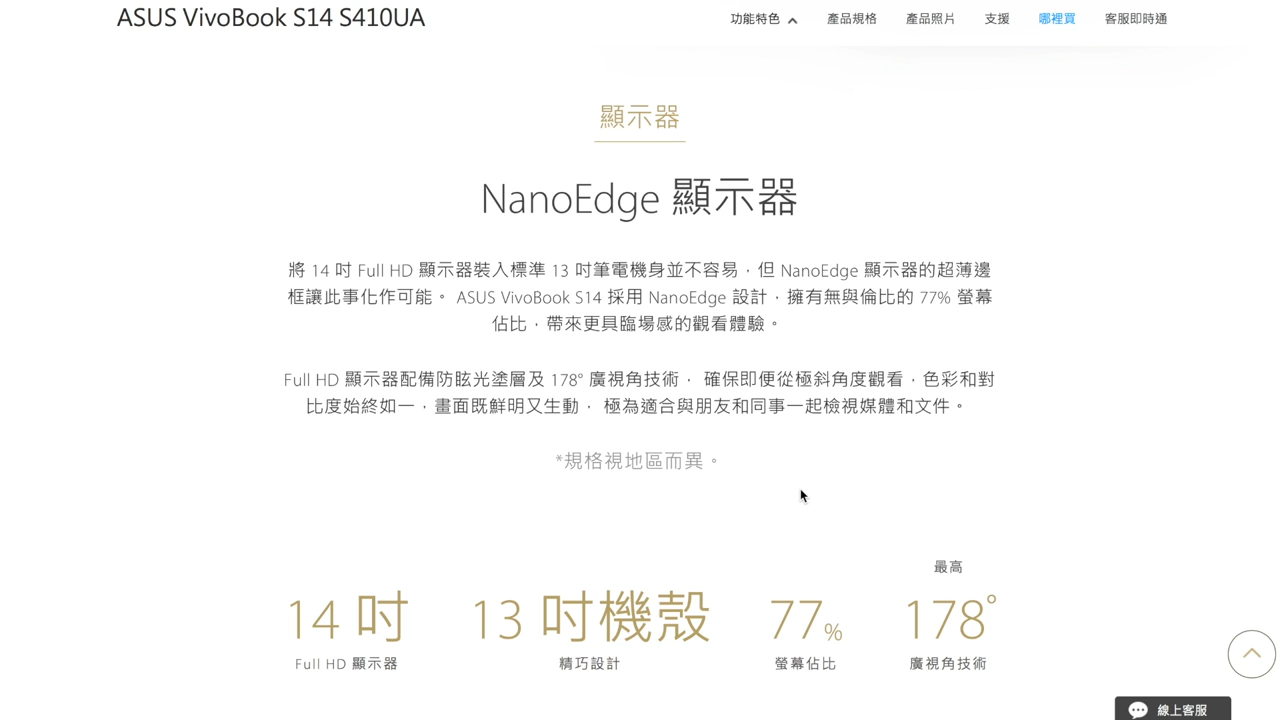 ASUS VivoBook S14 S410UA
功能特色 產品規格 產品照片 支援 哪裡買 客服即時通
顯示器
NanoEdge 顯示器
將 14 吋 Full HD 顯示器裝入標準 13 吋筆電機身並不容易，但 NanoEdge 顯示器的超薄邊
框讓此事化作可能。 ASUS VivoBook S14 採用 NanoEdge 設計，擁有無與倫比的 77% 螢幕
佔比，帶來更具臨場感的觀看體驗。
Full HD 顯示器配備防眩光塗層及 178° 廣視角技術， 確保即便從極斜角度觀看，色彩和對
比度始終如一，畫面既鮮明又生動， 極為適合與朋友和同事一起檢視媒體和文件。
*規格視地區而異。
最高
14 吋 13 吋機殼 77% 178°
Full HD 顯示器 精巧設計 螢幕佔比 廣視角技術
線上客服